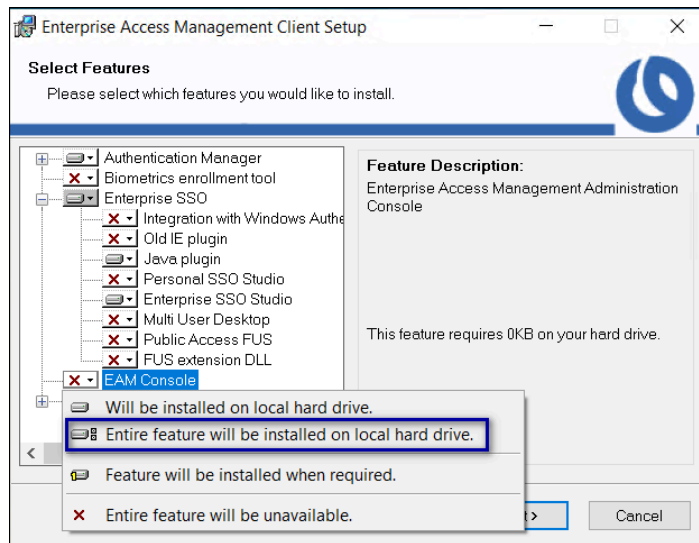 Enterprise Access Management Client Setup
Select Features
Please select which features you would like to install.
Authentication Manager
Biometrics enrollment tool
Enterprise SSO
Integration with Windows Authe
Old IE plugin
Java plugin
Personal SSO Studio
Enterprise SSO Studio
Multi User Desktop
Public Access FUS
FUS extension DLL
EAM Console
Feature Description:
Enterprise Access Management Administration
Console
This feature requires 0KB on your hard drive.
Will be installed on local hard drive.
Entire feature will be installed on local hard drive.
Feature will be installed when required.
Entire feature will be unavailable.
Cancel